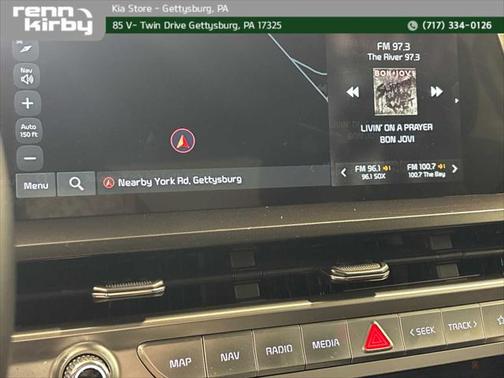 renn kirby
Kia Store - Gettysburg, PA
85 V- Twin Drive Gettysburg, PA 17325
(717) 334-0126
Nav
Auto
150 ft
Menu
Nearby York Rd, Gettysburg
FM 97.3
The River 97.3
BON JOVI
LIVIN' ON A PRAYER
BON JOVI
FM 96.1
96.1 SOX
FM 100.7
100.7 The Bay
MAP
NAV
RADIO
MEDIA
< SEEK
TRACK >